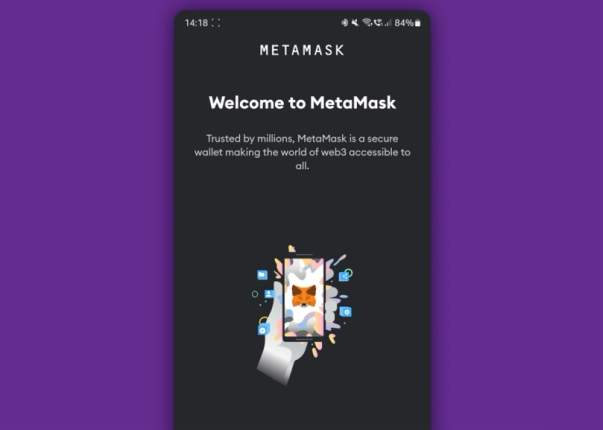 14:18 84%
METAMASK
Welcome to MetaMask
Trusted by millions, MetaMask is a secure
wallet making the world of web3 accessible to
all.